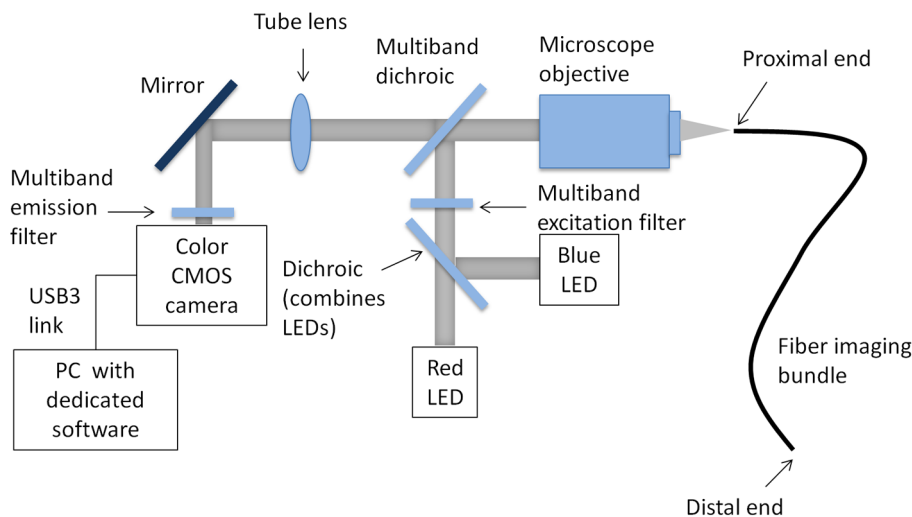 Tube lens
Multiband
dichroic
Microscope
objective
Proximal end
Mirror
Multiband
emission
filter
Multiband
excitation filter
Color
CMOS
camera
Dichroic
(combines
LEDs)
Blue
LED
USB3
link
PC with
dedicated
software
Red
LED
Fiber imaging
bundle
Distal end